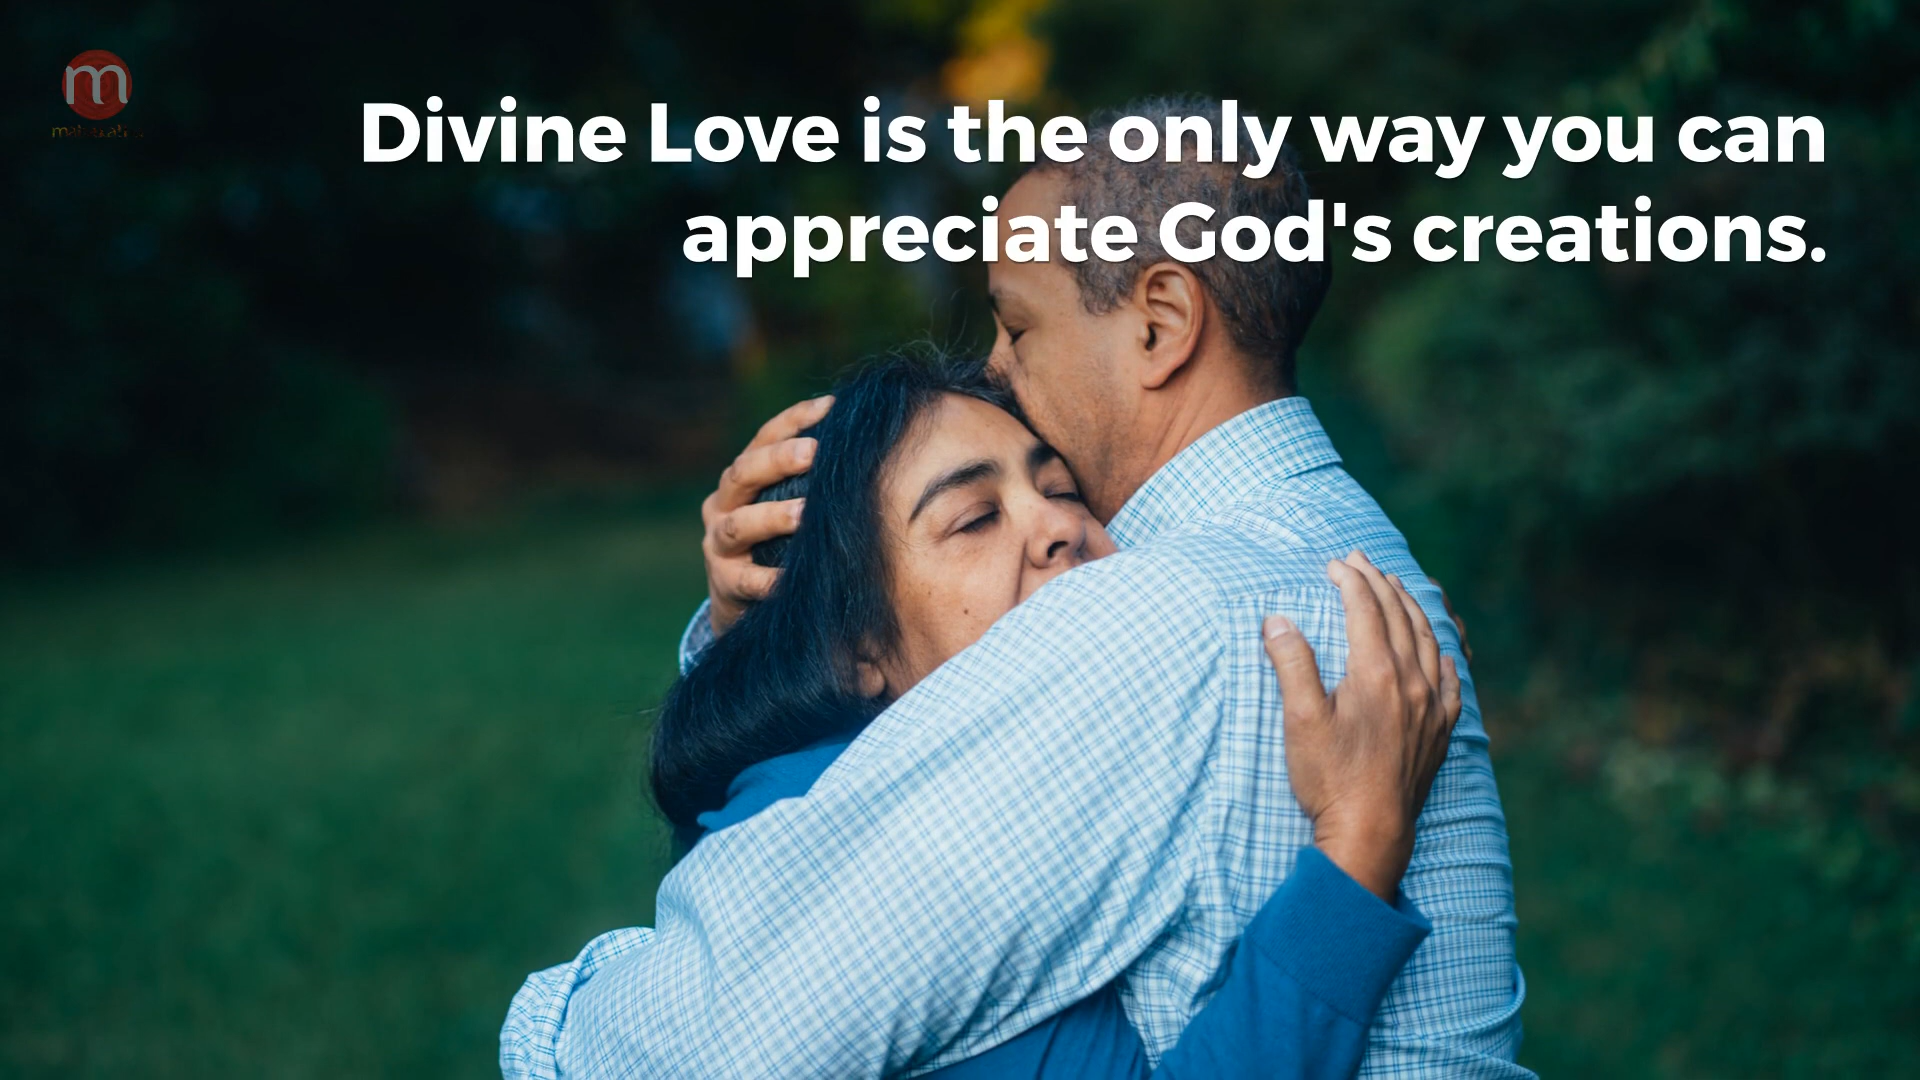 m
Divine Love is the only way you can
appreciate God's creations.